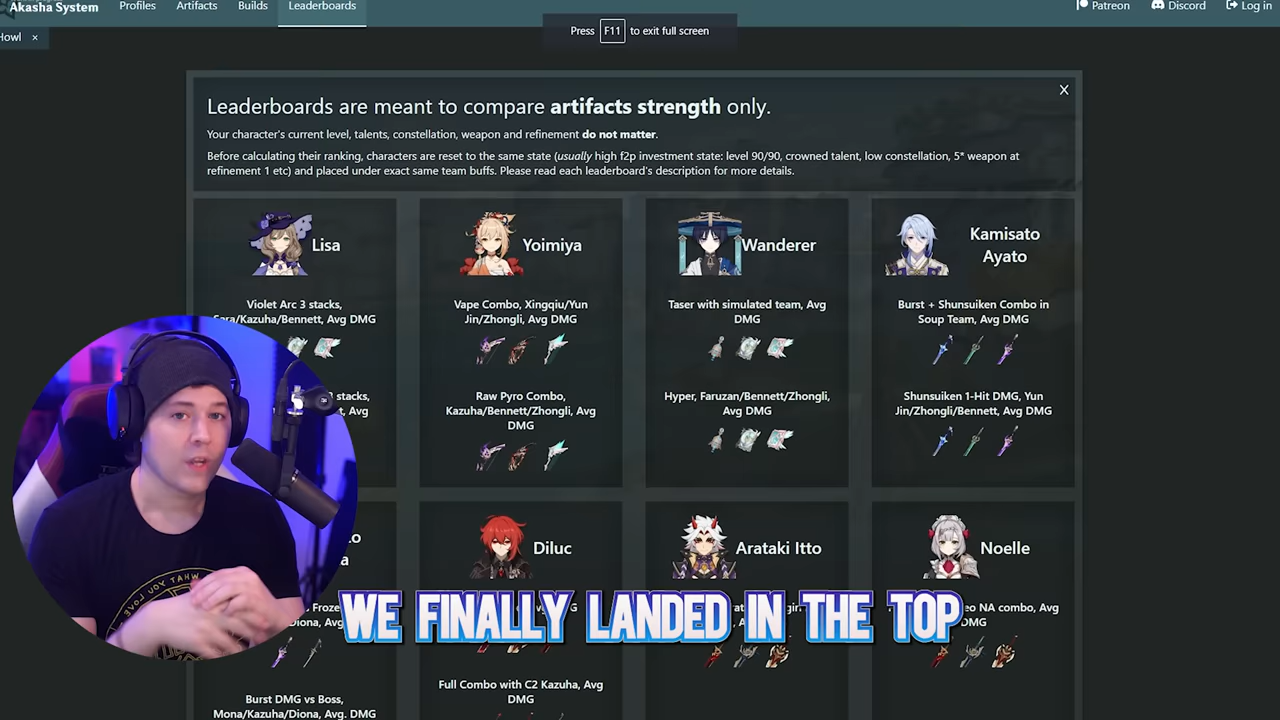 Akasha System
Profiles
Artifacts
Builds
Leaderboards
Patreon
Discord
Log in
Howl ×
Press F11 to exit full screen
X
Leaderboards are meant to compare artifacts strength only.
Your character's current level, talents, constellation, weapon and refinement do not matter.
Before calculating their ranking, characters are reset to the same state (usually high f2p investment state: level 90/90, crowned talent, low constellation, 5* weapon at
refinement 1 etc) and placed under exact same team buffs. Please read each leaderboard's description for more details.
Lisa
Violet Arc 3 stacks,
Sara/Kazuha/Bennett, Avg DMG
stacks,
Avg
Yoimiya
Vape Combo, Xingqiu/Yun
Jin/Zhongli, Avg DMG
Raw Pyro Combo,
Kazuha/Bennett/Zhongli, Avg
DMG
Wanderer
Taser with simulated team, Avg
DMG
Hyper, Faruzan/Bennett/Zhongli,
Avg DMG
Kamisato
Ayato
Burst + Shunsuiken Combo in
Soup Team, Avg DMG
Shunsuiken 1-Hit DMG, Yun
Jin/Zhongli/Bennett, Avg DMG
Diona,
Burst DMG vs Boss,
Mona/Kazuha/Diona, Avg. DMG
Diluc
Full Combo with C2 Kazuha, Avg
DMG
Arataki Itto
Noelle
NA combo, Avg
DMG
WE FINALLY LANDED IN THE TOP